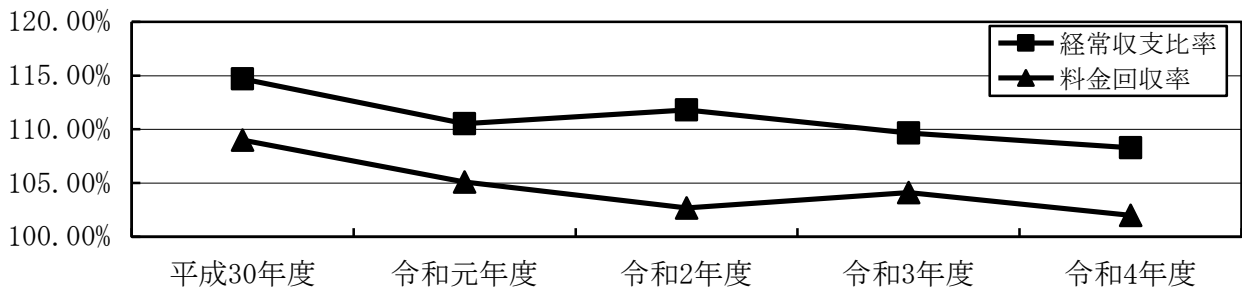 120.00%
115.00%
110.00%
105.00%
100.00%
経常収支比率
料金回収率
平成30年度 令和元年度 令和2年度 令和3年度 令和4年度